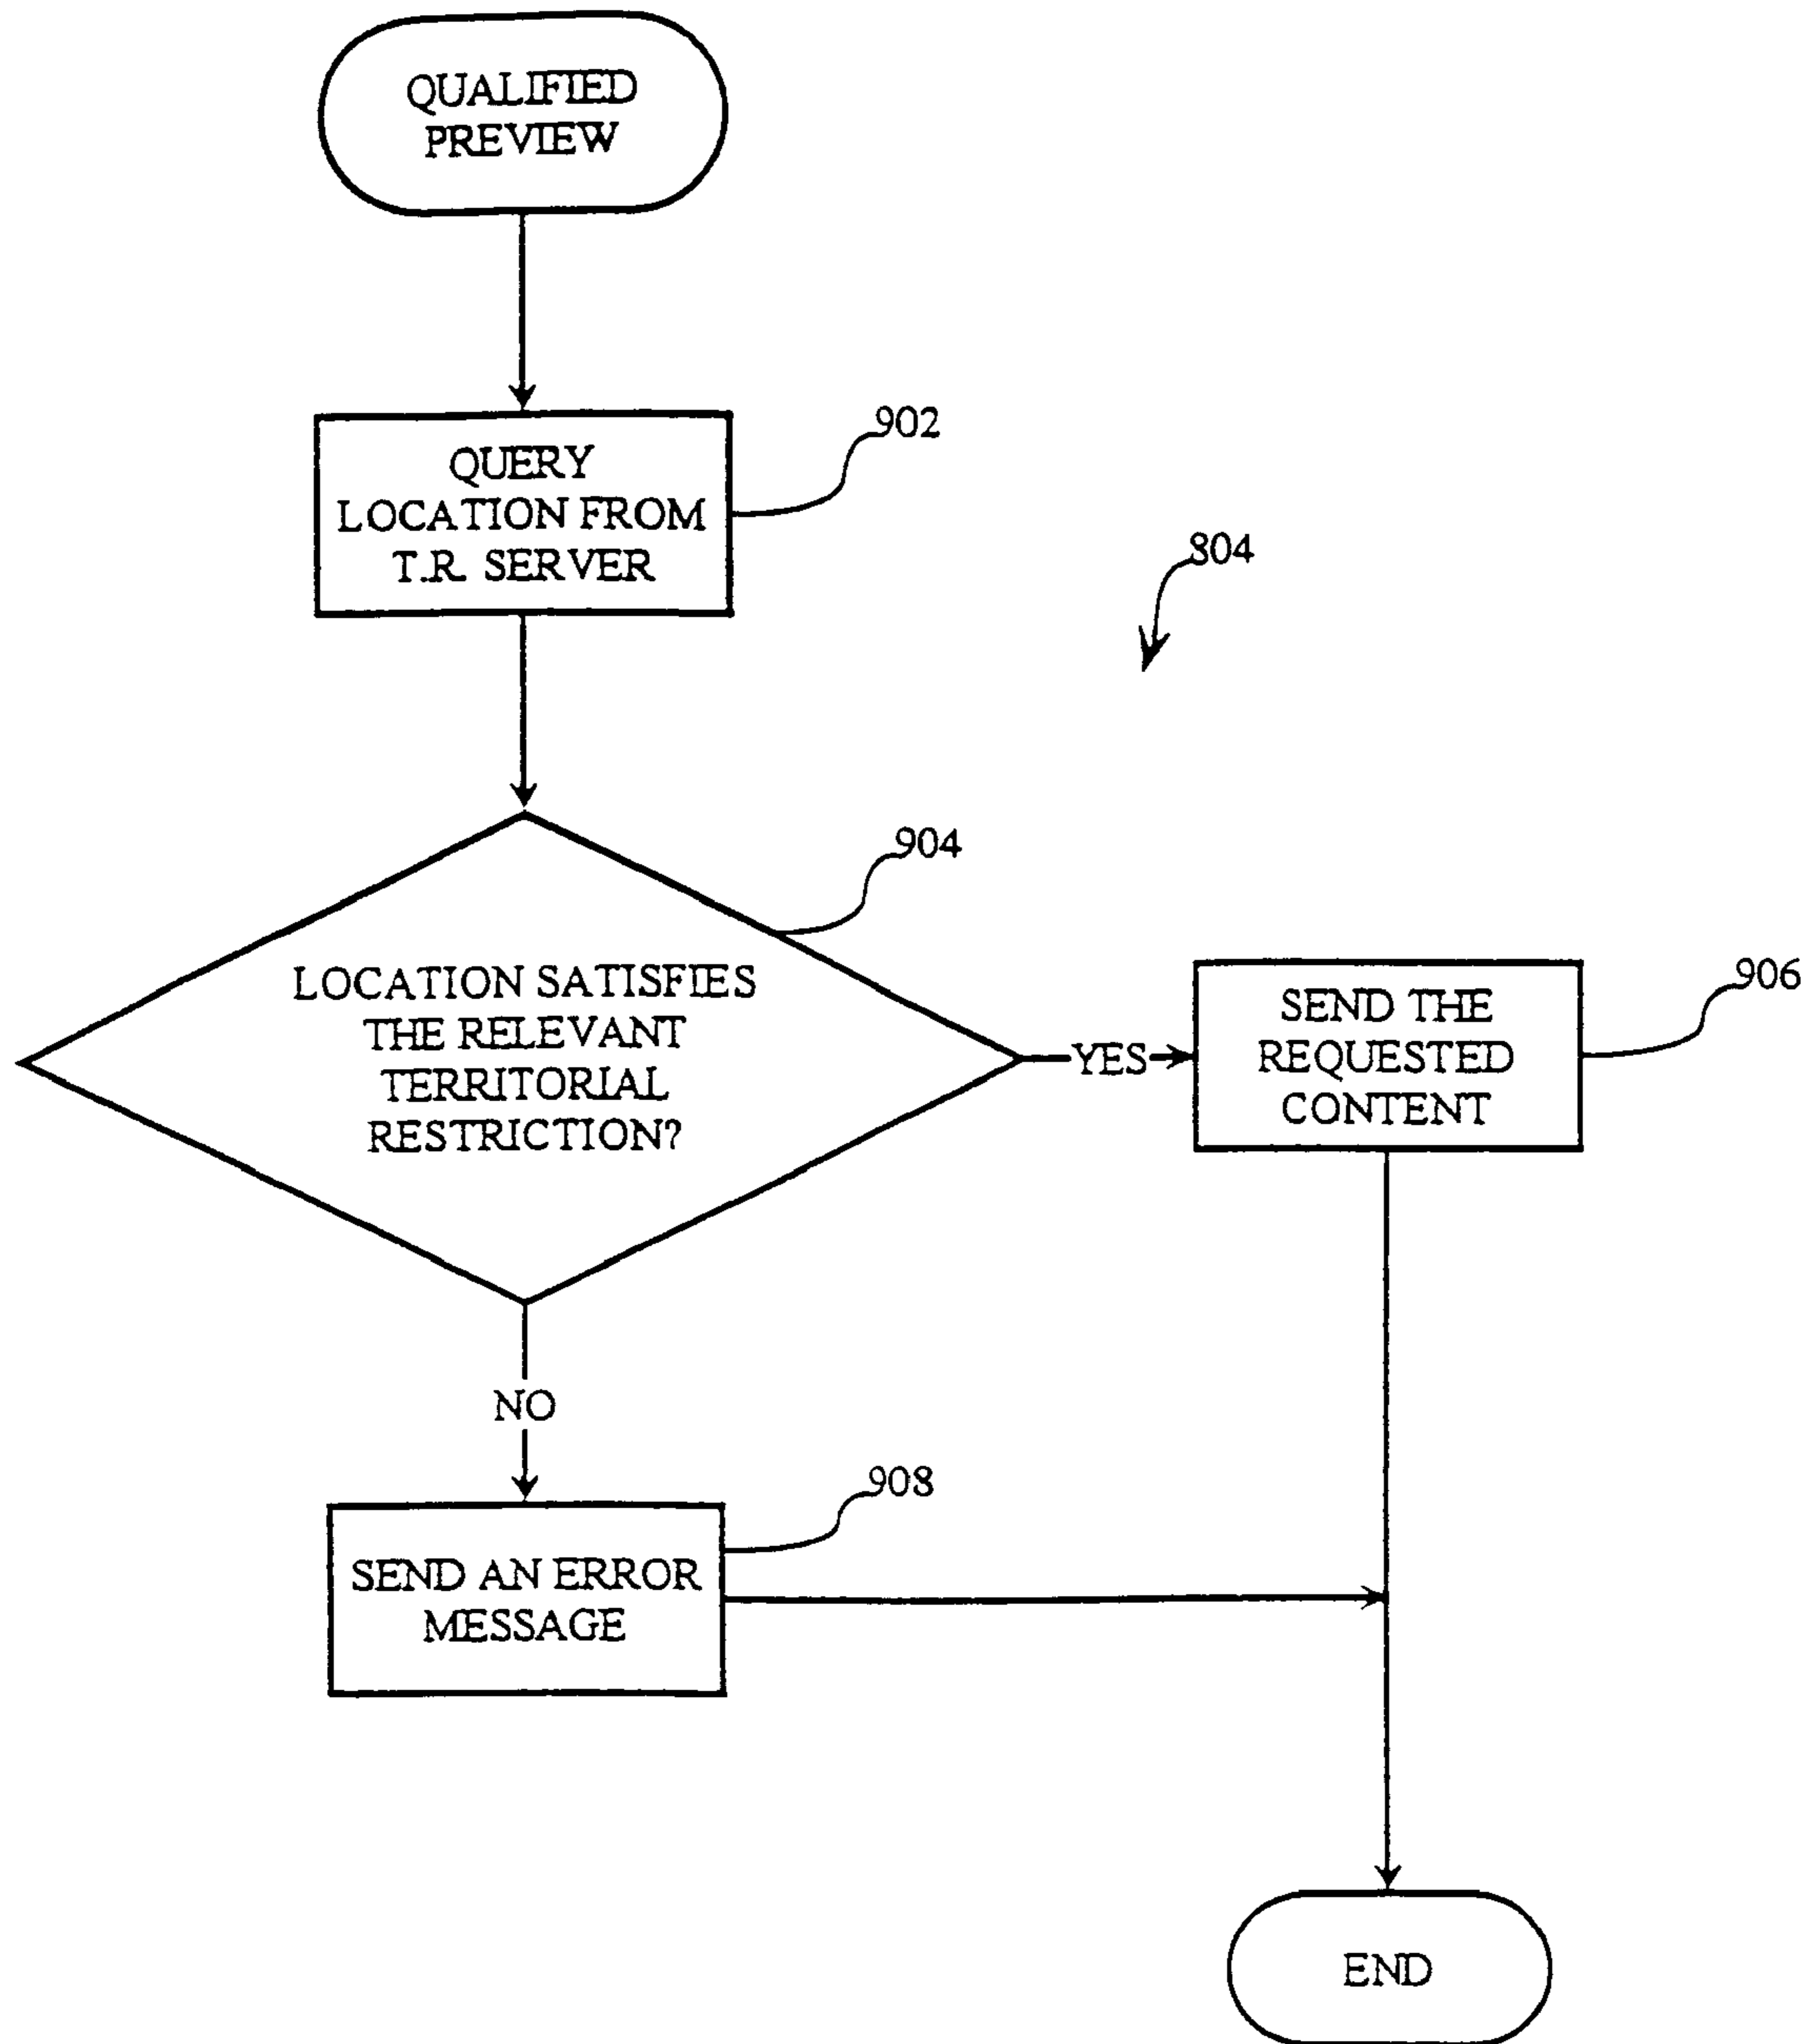 QUALIFIED
PREVIEW
902
QUERY
LOCATION FROM
T.R. SERVER
804
904
LOCATION SATISFIES
THE RELEVANT
TERRITORIAL
RESTRICTION?
YES
906
SEND THE
REQUESTED
CONTENT
NO
908
SEND AN ERROR
MESSAGE
END